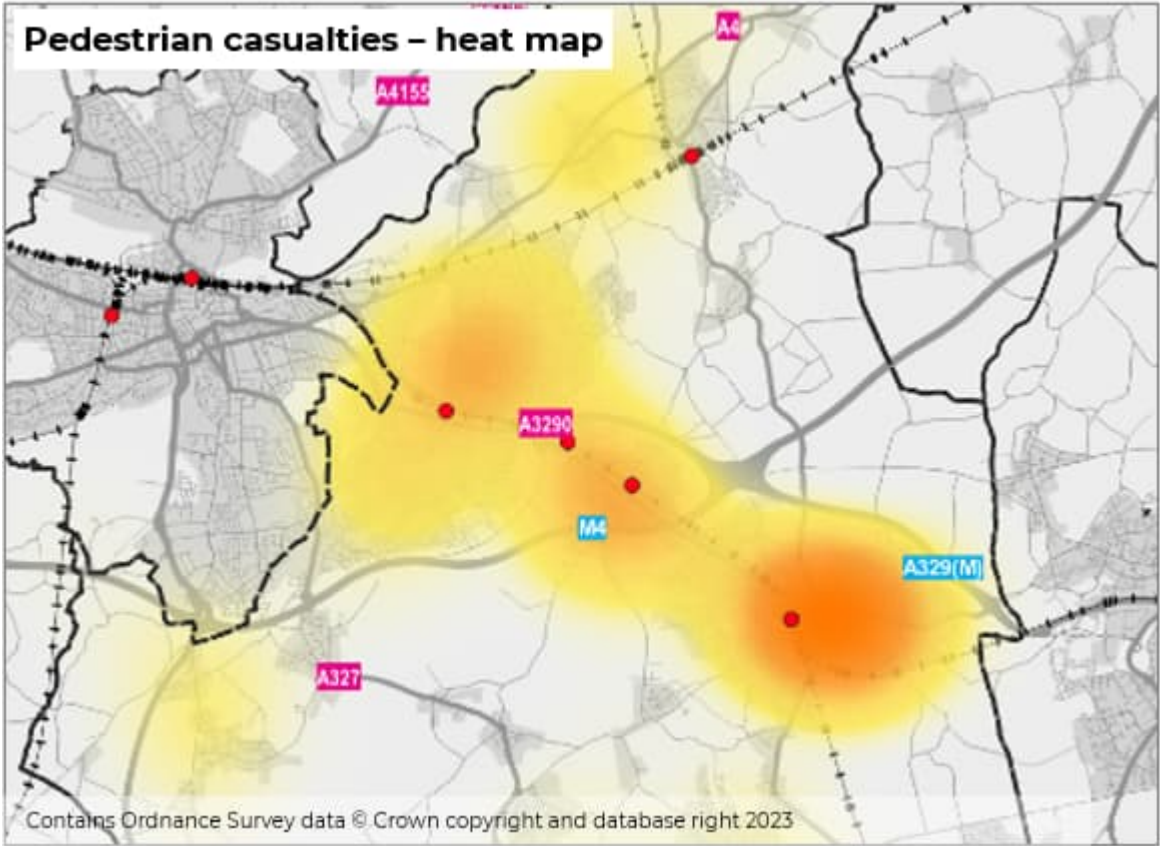 Pedestrian casualties – heat map
A4
A4155
A3290
M4
A329(M)
A327
Contains Ordnance Survey data © Crown copyright and database right 2023